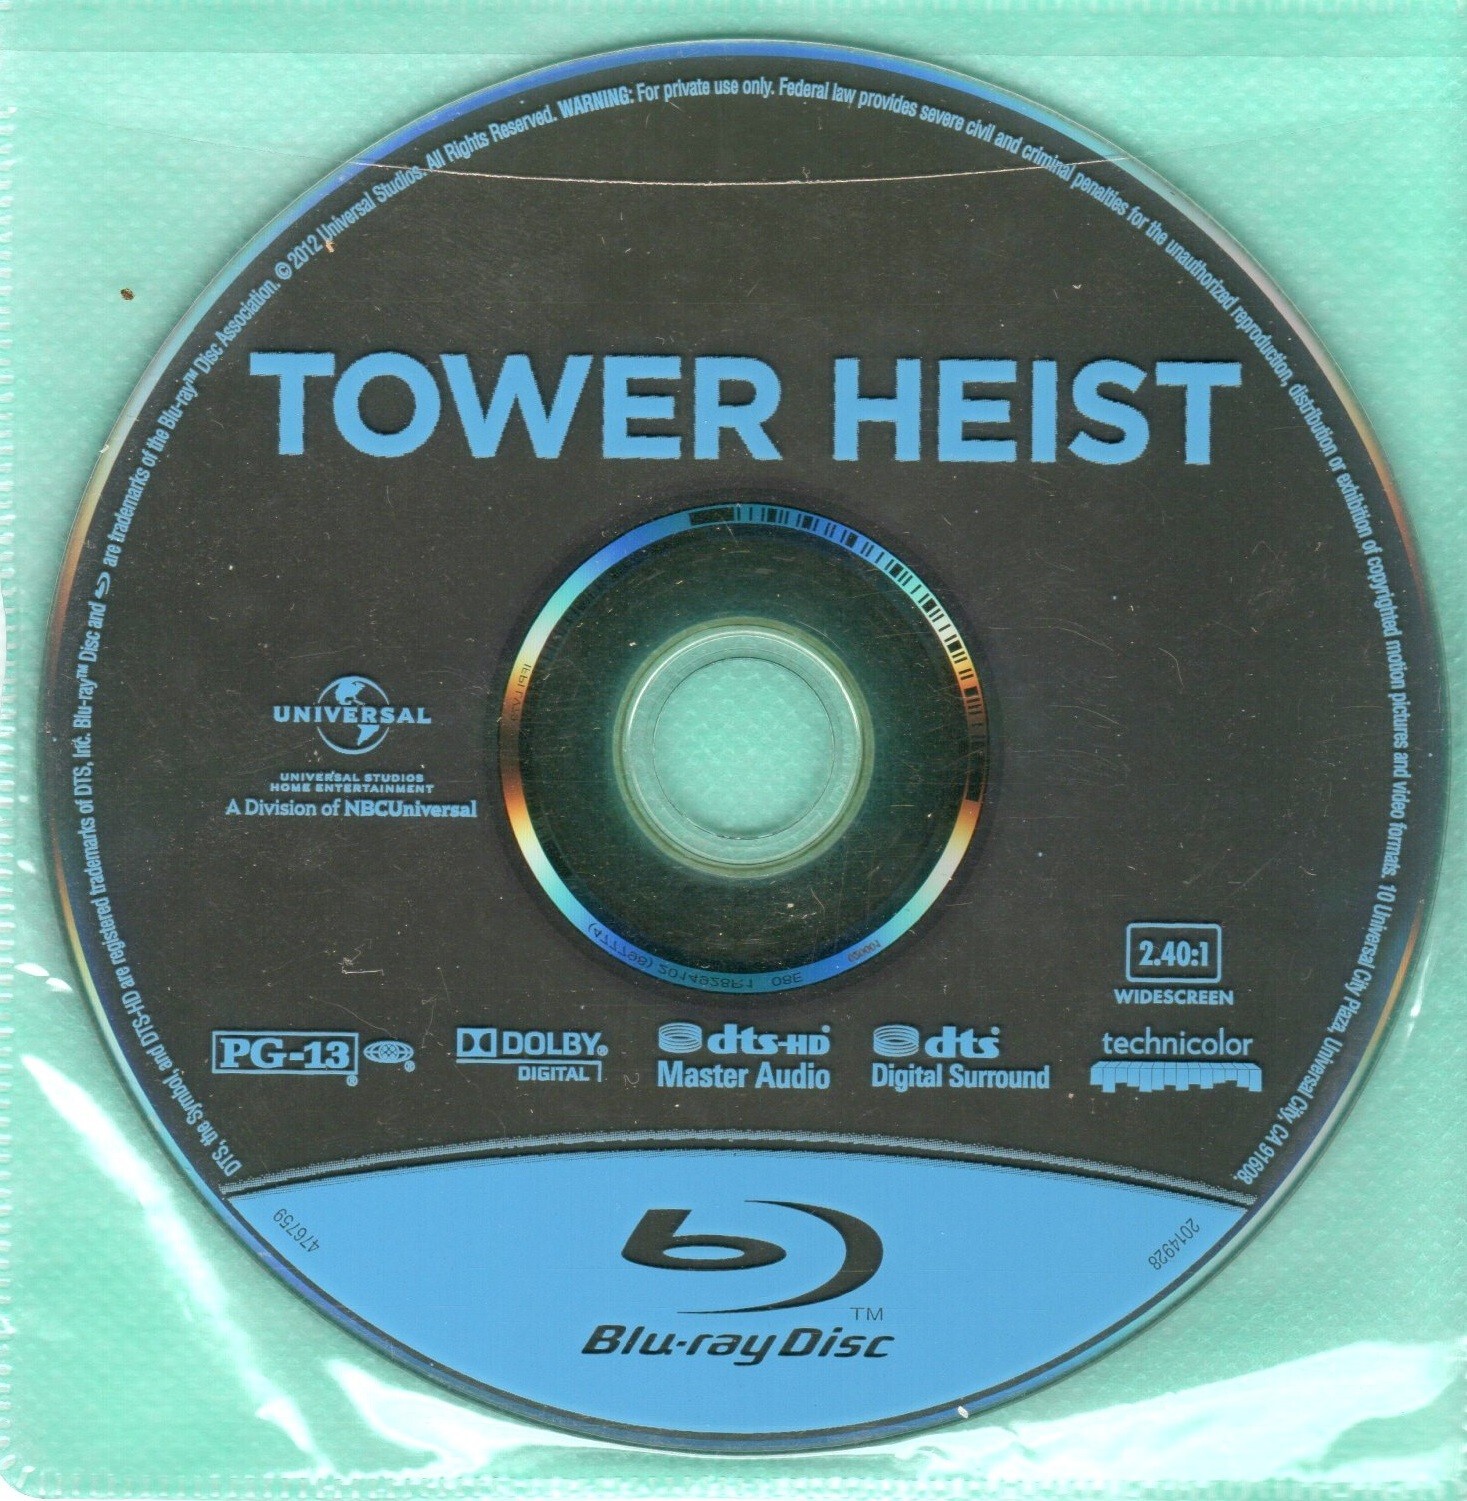 DTS, the Symbol, and DTS-HD are registered trademarks of DTS, Inc. Blu-ray™ Disc and are trademarks of the Blu-ray™ Disc Association. © 2012 Universal Studios. All Rights Reserved. WARNING: For private use only. Federal law provides severe civil and criminal penalties for the unauthorized reproduction, distribution or exhibition of copyrighted motion pictures and video formats. 10 Universal City Plaza, Universal City, CA 91608.
TOWER HEIST
UNIVERSAL
UNIVERSAL STUDIOS
HOME ENTERTAINMENT
A Division of NBCUniversal
(477798) 2014928R1 08E
2.40:1
WIDESCREEN
PG-13®
®
DOLBY®
DIGITAL
dts-HD®
Master Audio
dts®
Digital Surround
technicolor
476759
2014928
TM
Blu-ray Disc